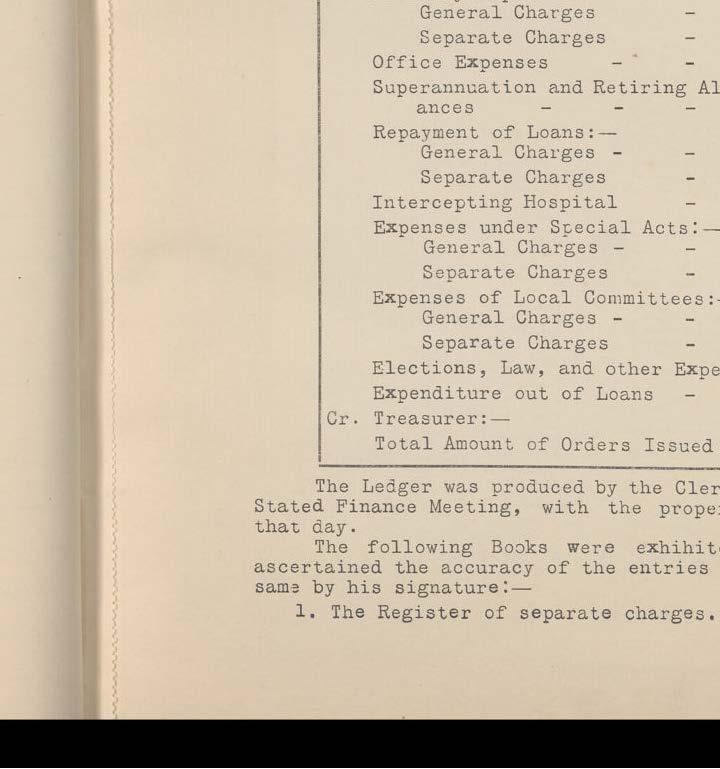 General Charges -
Separate Charges -
Office Expenses - -
Superannuation and Retiring Al
ances - - -
Repayment of Loans:—
General Charges - -
Separate Charges -
Intercepting Hospital -
Expenses under Special Acts:—
General Charges - -
Separate Charges -
Expenses of Local Committees:-
General Charges - -
Separate Charges -
Elections, Law, and other Expe
Expenditure out of Loans -
Cr. Treasurer:—
Total Amount of Orders Issued
The Ledger was produced by the Cler
Stated Finance Meeting, with the prope
that day.
The following Books were exhibit
ascertained the accuracy of the entries
same by his signature:—
1. The Register of separate charges.